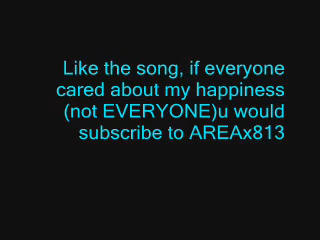 Like the song, if everyone
cared about my happiness
(not EVERYONE)u would
subscribe to AREAx813